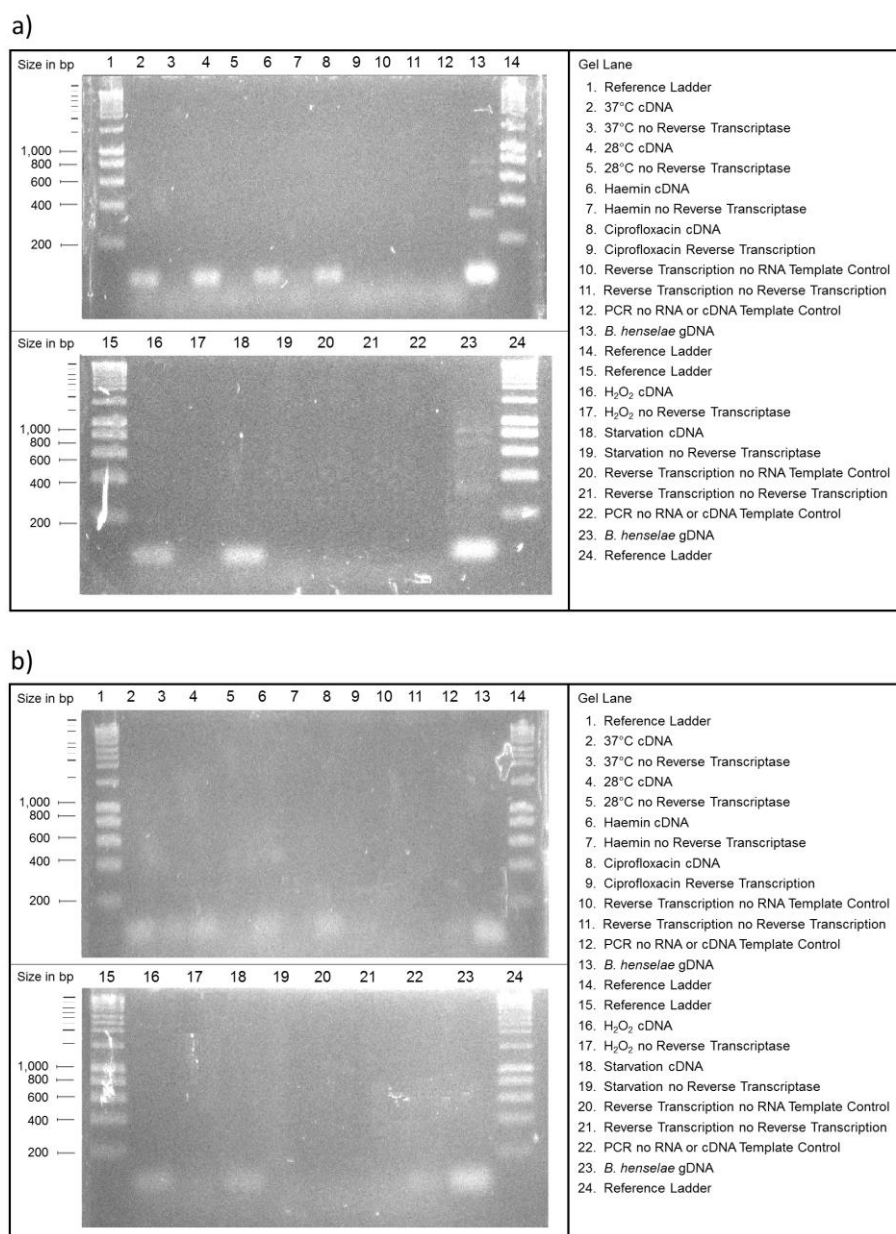 a)
Size in bp 1 2 3 4 5 6 7 8 9 10 11 12 13 14
1,000
800
600
400
200
Size in bp 15 16 17 18 19 20 21 22 23 24
1,000
800
600
400
200
Gel Lane
1. Reference Ladder
2. 37°C cDNA
3. 37°C no Reverse Transcriptase
4. 28°C cDNA
5. 28°C no Reverse Transcriptase
6. Haemin cDNA
7. Haemin no Reverse Transcriptase
8. Ciprofloxacin cDNA
9. Ciprofloxacin Reverse Transcription
10. Reverse Transcription no RNA Template Control
11. Reverse Transcription no Reverse Transcription
12. PCR no RNA or cDNA Template Control
13. B. henselae gDNA
14. Reference Ladder
15. Reference Ladder
16. H₂O₂ cDNA
17. H₂O₂ no Reverse Transcriptase
18. Starvation cDNA
19. Starvation no Reverse Transcriptase
20. Reverse Transcription no RNA Template Control
21. Reverse Transcription no Reverse Transcription
22. PCR no RNA or cDNA Template Control
23. B. henselae gDNA
24. Reference Ladder
b)
Size in bp 1 2 3 4 5 6 7 8 9 10 11 12 13 14
1,000
800
600
400
200
Size in bp 15 16 17 18 19 20 21 22 23 24
1,000
800
600
400
200
Gel Lane
1. Reference Ladder
2. 37°C cDNA
3. 37°C no Reverse Transcriptase
4. 28°C cDNA
5. 28°C no Reverse Transcriptase
6. Haemin cDNA
7. Haemin no Reverse Transcriptase
8. Ciprofloxacin cDNA
9. Ciprofloxacin Reverse Transcription
10. Reverse Transcription no RNA Template Control
11. Reverse Transcription no Reverse Transcription
12. PCR no RNA or cDNA Template Control
13. B. henselae gDNA
14. Reference Ladder
15. Reference Ladder
16. H₂O₂ cDNA
17. H₂O₂ no Reverse Transcriptase
18. Starvation cDNA
19. Starvation no Reverse Transcriptase
20. Reverse Transcription no RNA Template Control
21. Reverse Transcription no Reverse Transcription
22. PCR no RNA or cDNA Template Control
23. B. henselae gDNA
24. Reference Ladder